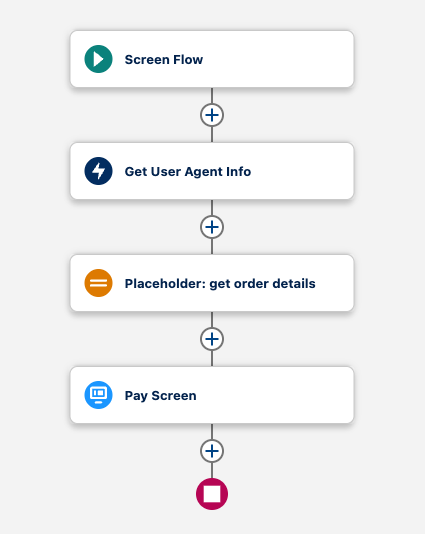 Screen Flow
Get User Agent Info
Placeholder: get order details
Pay Screen